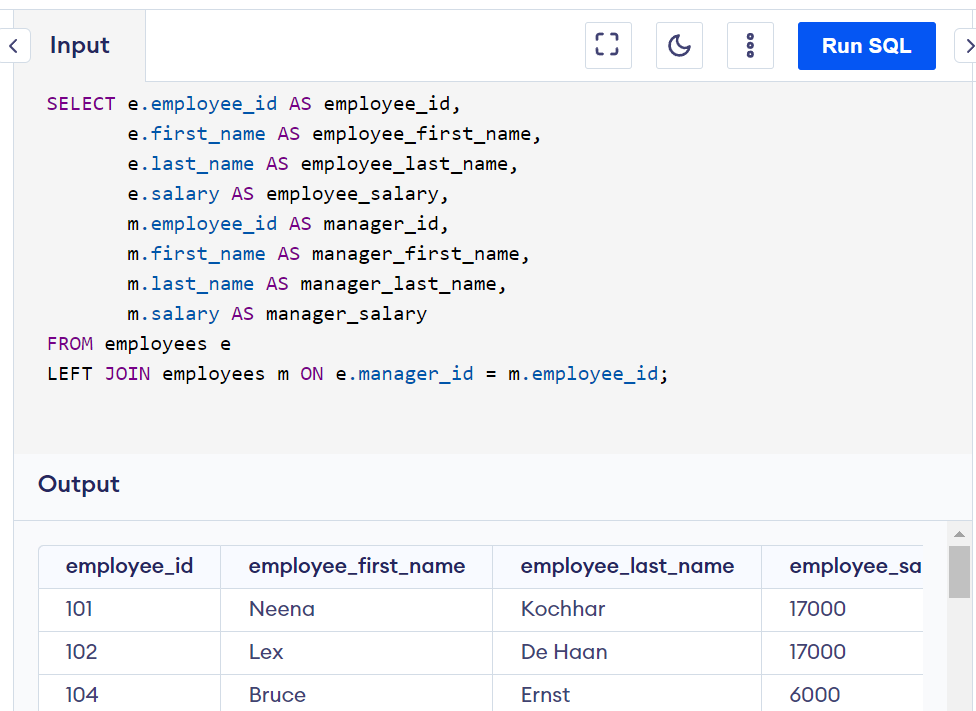 Input
Run SQL
SELECT e.employee_id AS employee_id,
e.first_name AS employee_first_name,
e.last_name AS employee_last_name,
e.salary AS employee_salary,
m.employee_id AS manager_id,
m.first_name AS manager_first_name,
m.last_name AS manager_last_name,
m.salary AS manager_salary
FROM employees e
LEFT JOIN employees m ON e.manager_id = m.employee_id;
Output
employee_id employee_first_name employee_last_name employee_sa
101 Neena Kochhar 17000
102 Lex De Haan 17000
104 Bruce Ernst 6000